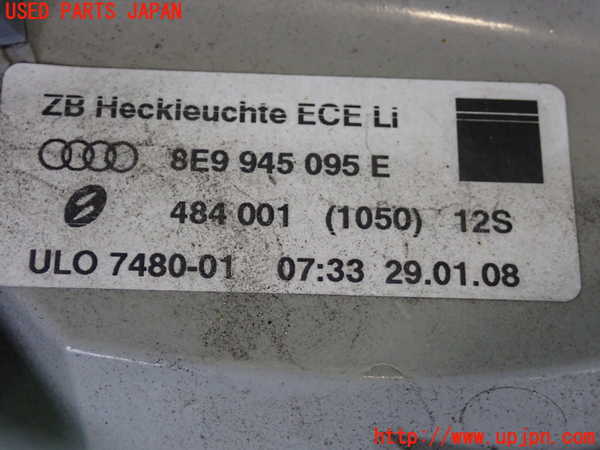 USED PARTS JAPAN
ZB Heckleuchte ECE Li
8E9 945 095 E
484 001 (1050) 12S
ULO 7480-01 07:33 29.01.08
URL http://www.upjpn.com/